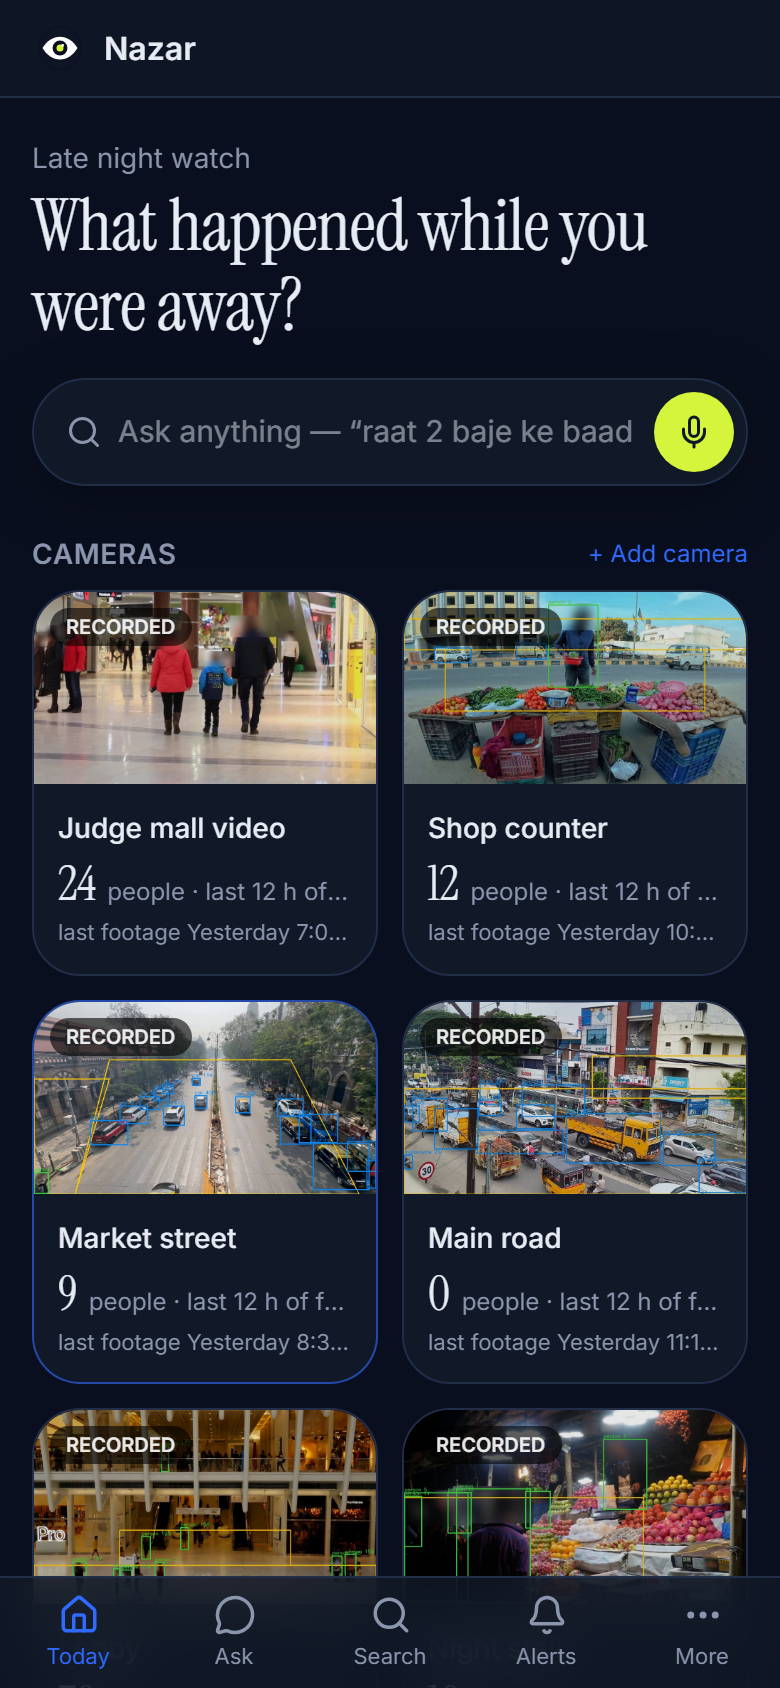 Nazar
Late night watch
What happened while you
were away?
Ask anything — “raat 2 baje ke baad
CAMERAS
+ Add camera
RECORDED
RECORDED
Judge mall video
Shop counter
24 people · last 12 h of...
12 people · last 12 h of ...
last footage Yesterday 7:0...
last footage Yesterday 10:...
RECORDED
RECORDED
30
Market street
Main road
9 people · last 12 h of f...
0 people · last 12 h of f...
last footage Yesterday 8:3...
last footage Yesterday 11:1...
RECORDED
RECORDED
Pro
Today
Ask
Search
Alerts
More